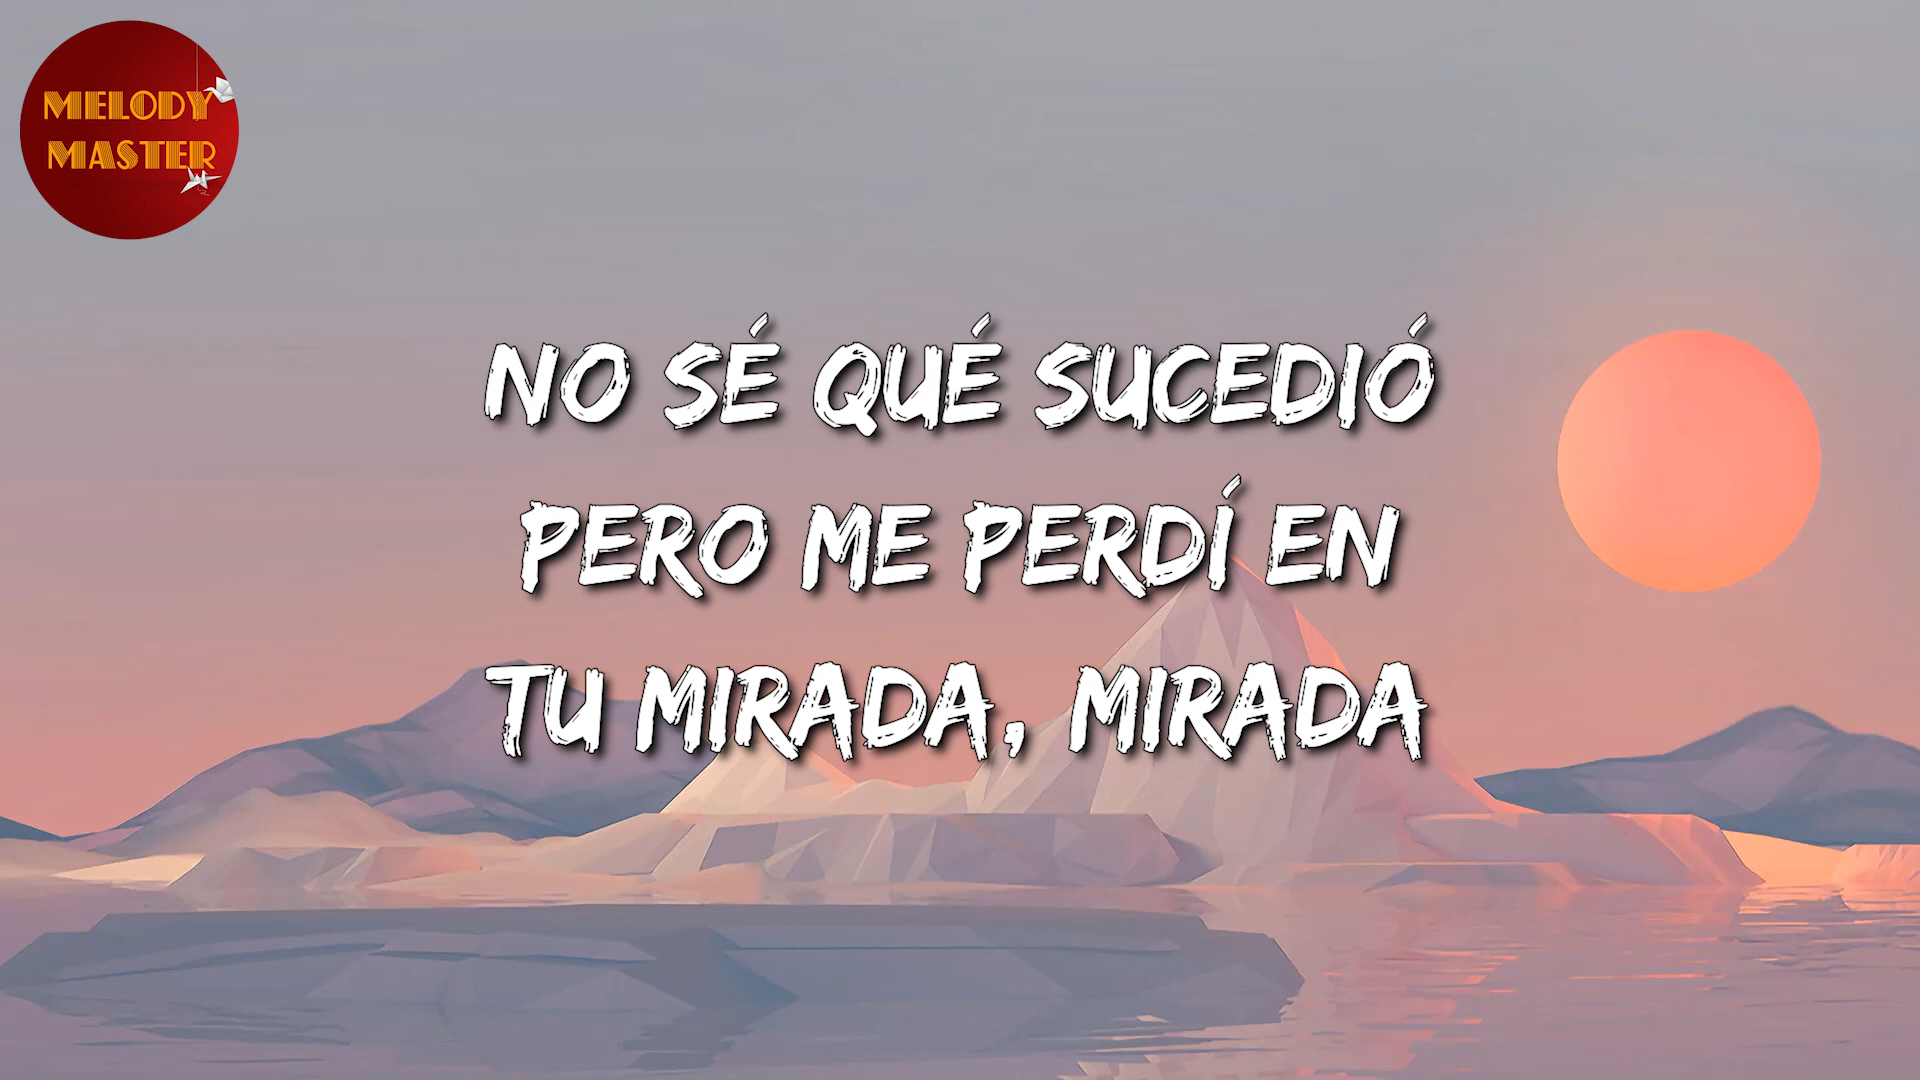 MELODY
MASTER
NO SÉ QUÉ SUCEDIÓ
PERO ME PERDÍ EN
TU MIRADA, MIRADA